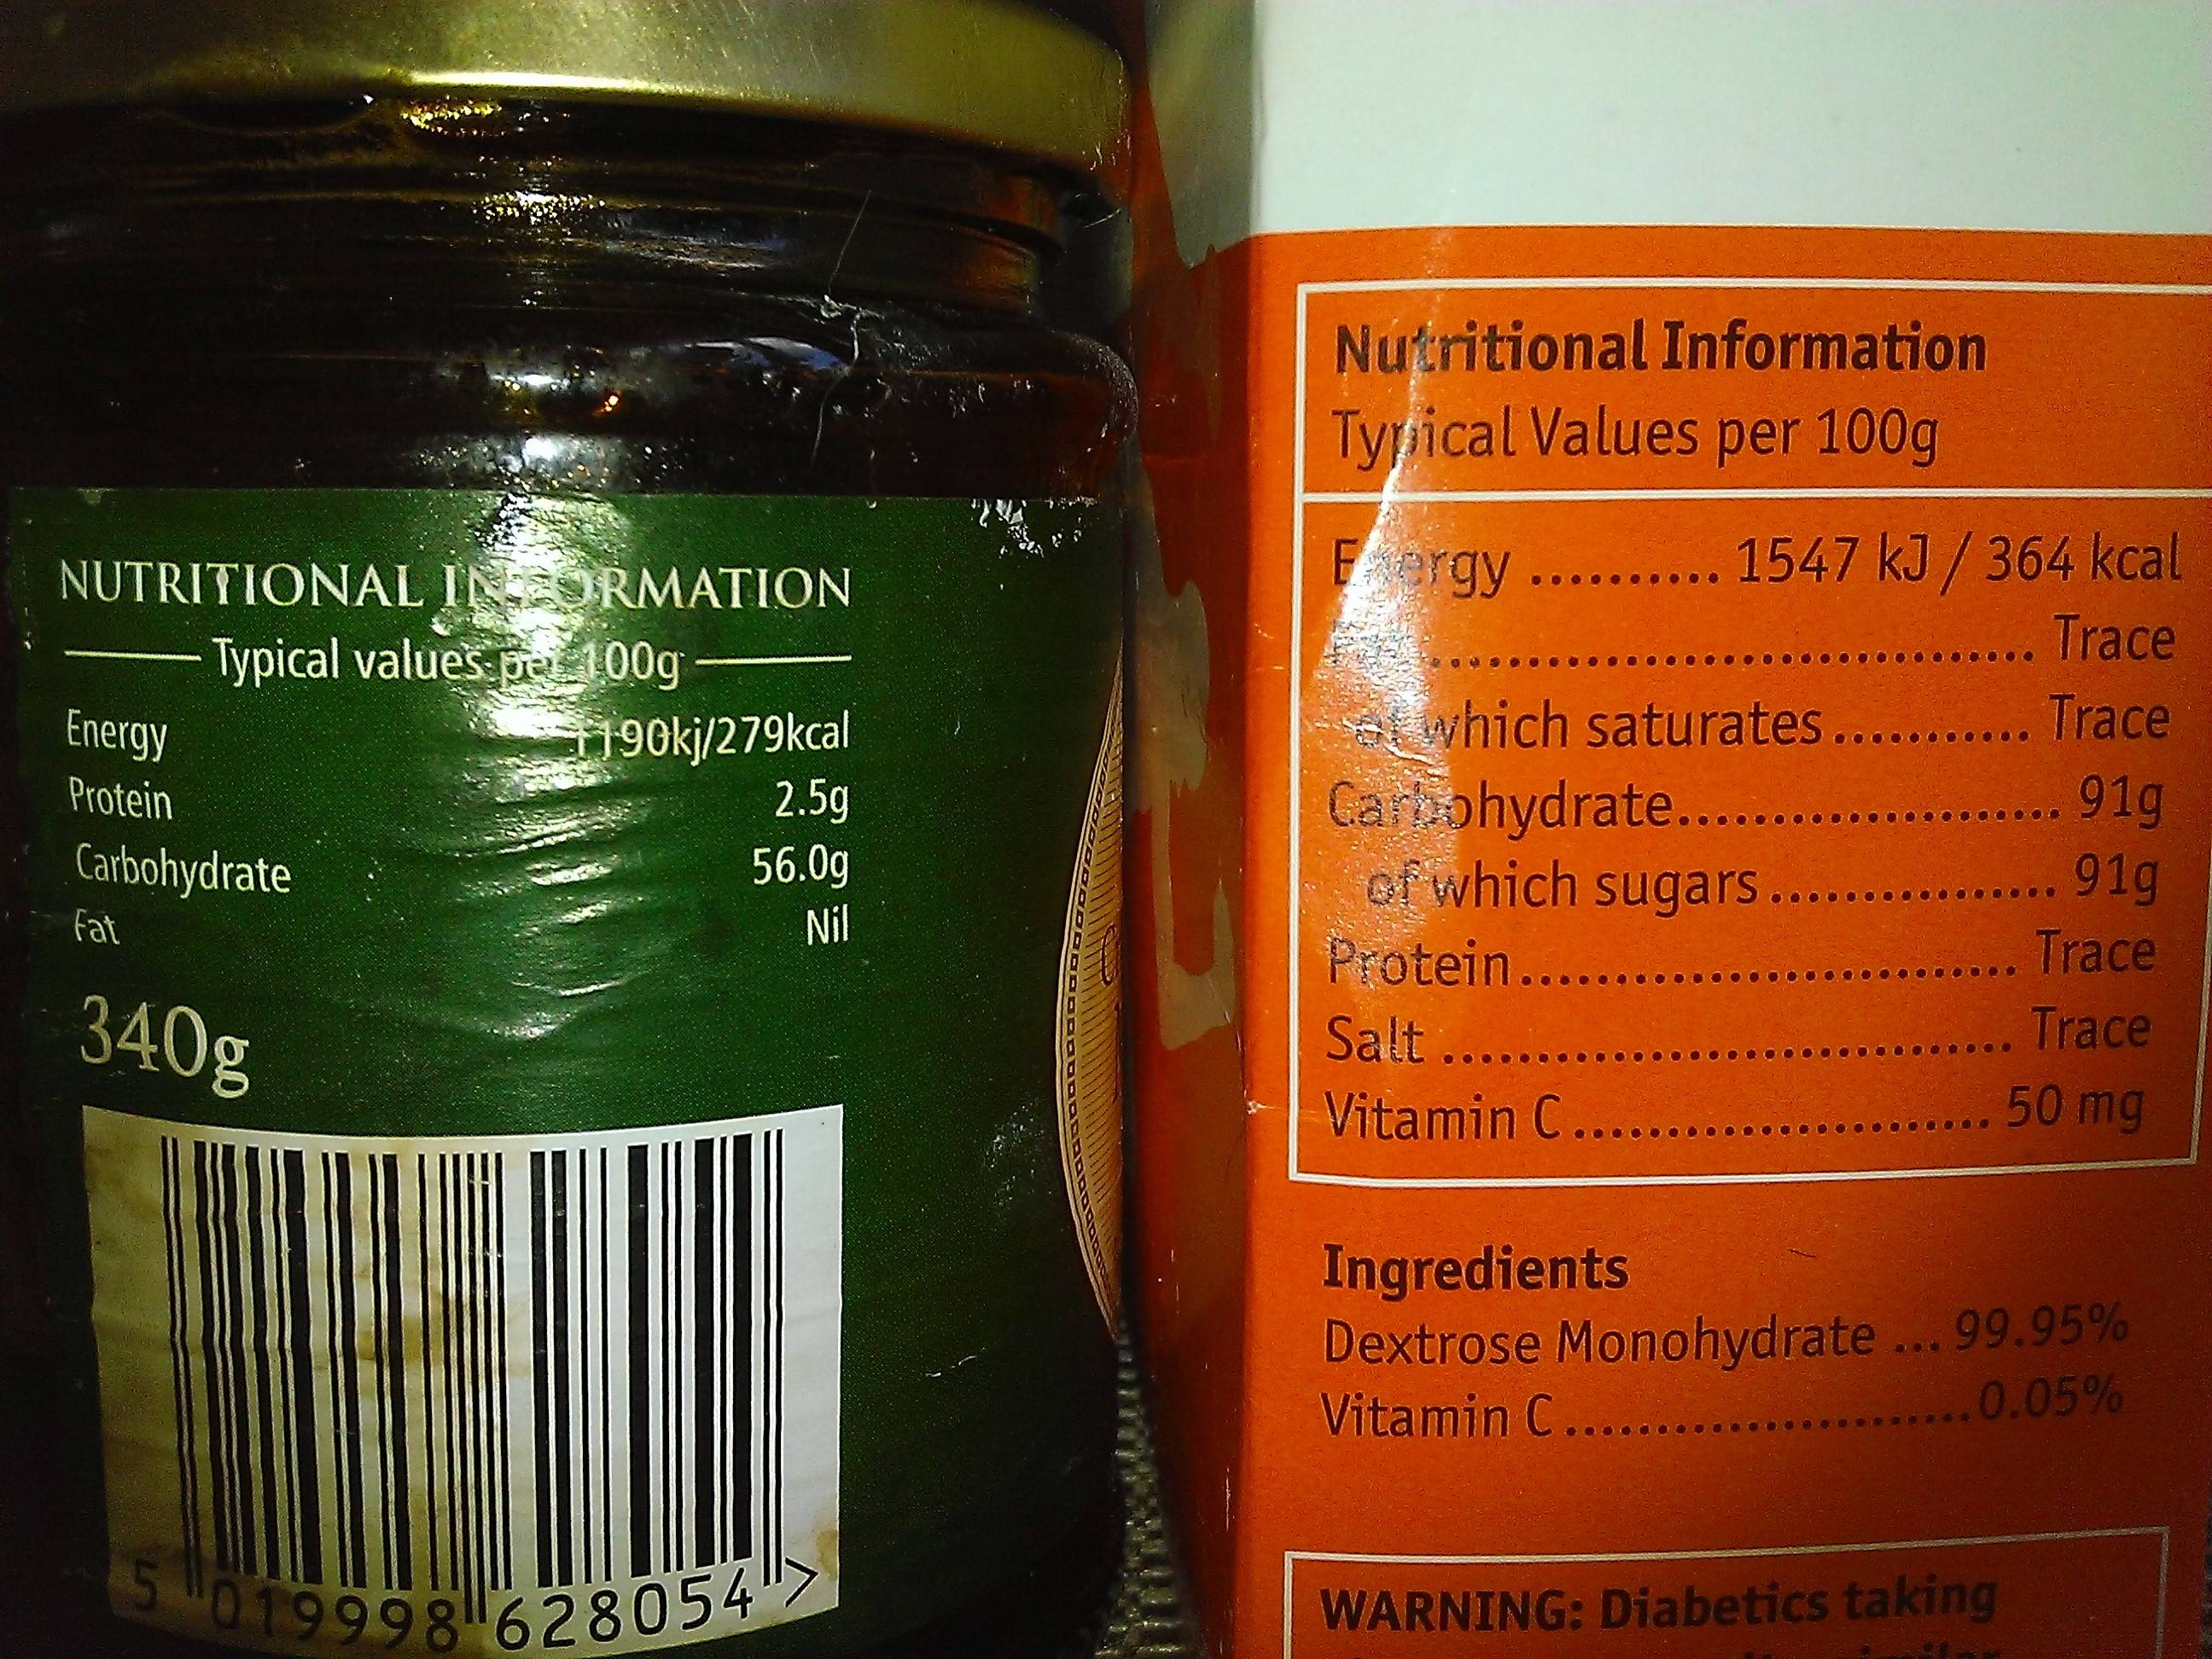 NUTRITIONAL INFORMATION
Typical values per 100g
Energy 1190kj/279kcal
Protein 2.5g
Carbohydrate 56.0g
Fat Nil
340g
5 019998 628054 >
Nutritional Information
Typical Values per 100g
Energy .......... 1547 kJ / 364 kcal
................................ Trace
of which saturates ........... Trace
Carbohydrate..................... 91g
of which sugars ................ 91g
Protein............................ Trace
Salt ................................ Trace
Vitamin C....................... 50 mg
Ingredients
Dextrose Monohydrate ... 99.95%
Vitamin C.......................0.05%
WARNING: Diabetics taking
similar